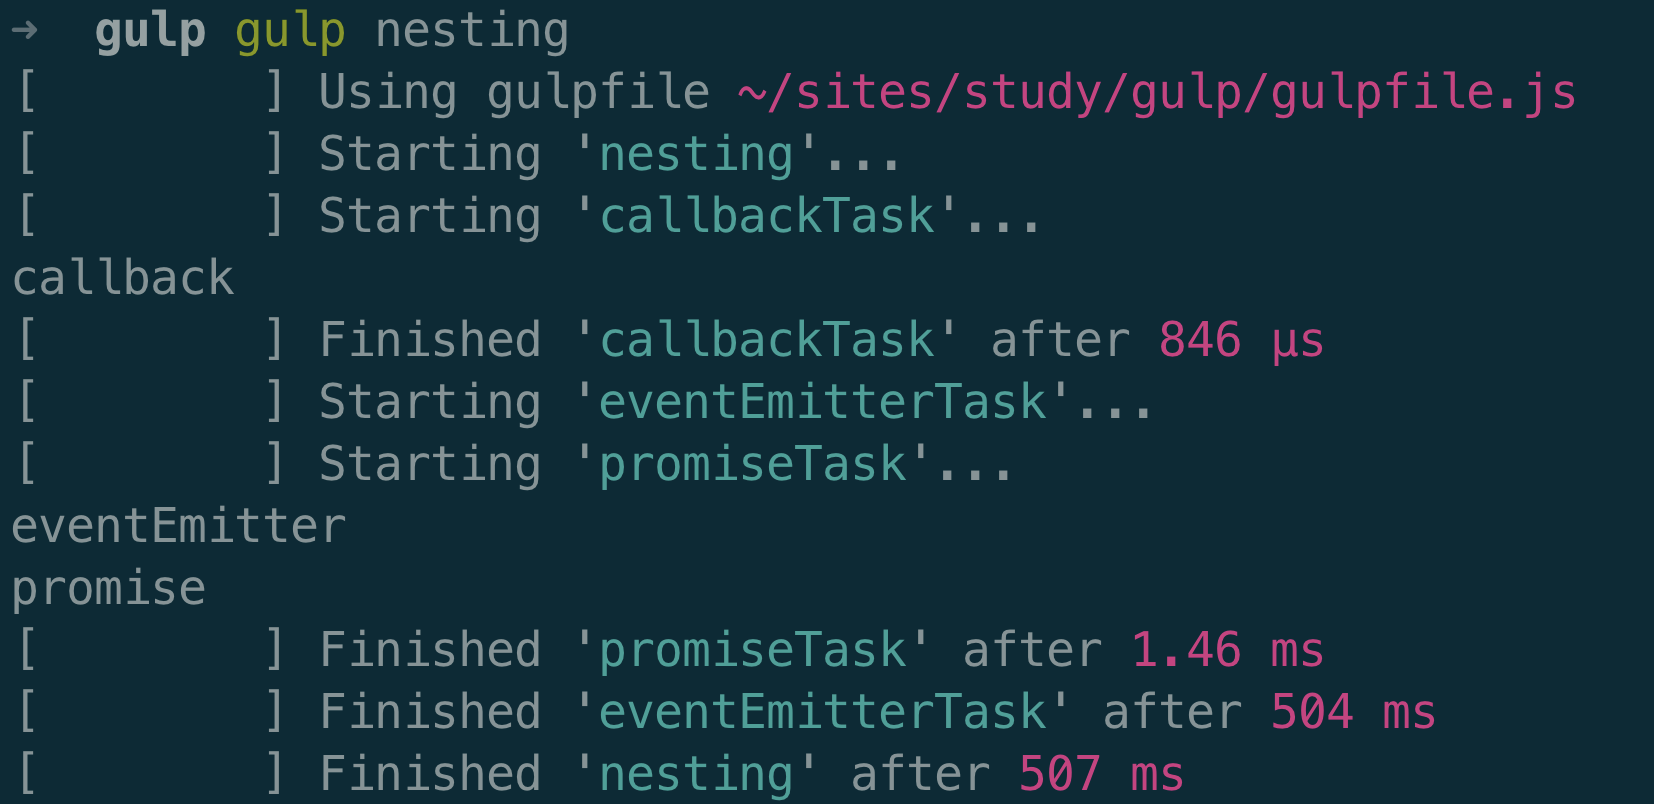 ➜  gulp gulp nesting
[        ] Using gulpfile ~/sites/study/gulp/gulpfile.js
[        ] Starting 'nesting'...
[        ] Starting 'callbackTask'...
callback
[        ] Finished 'callbackTask' after 846 μs
[        ] Starting 'eventEmitterTask'...
[        ] Starting 'promiseTask'...
eventEmitter
promise
[        ] Finished 'promiseTask' after 1.46 ms
[        ] Finished 'eventEmitterTask' after 504 ms
[        ] Finished 'nesting' after 507 ms